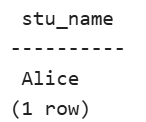 stu_name
----------
Alice
(1 row)